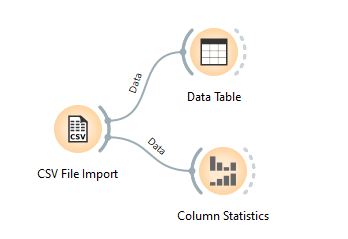 Data
Data Table
CSV
Data
CSV File Import
Column Statistics